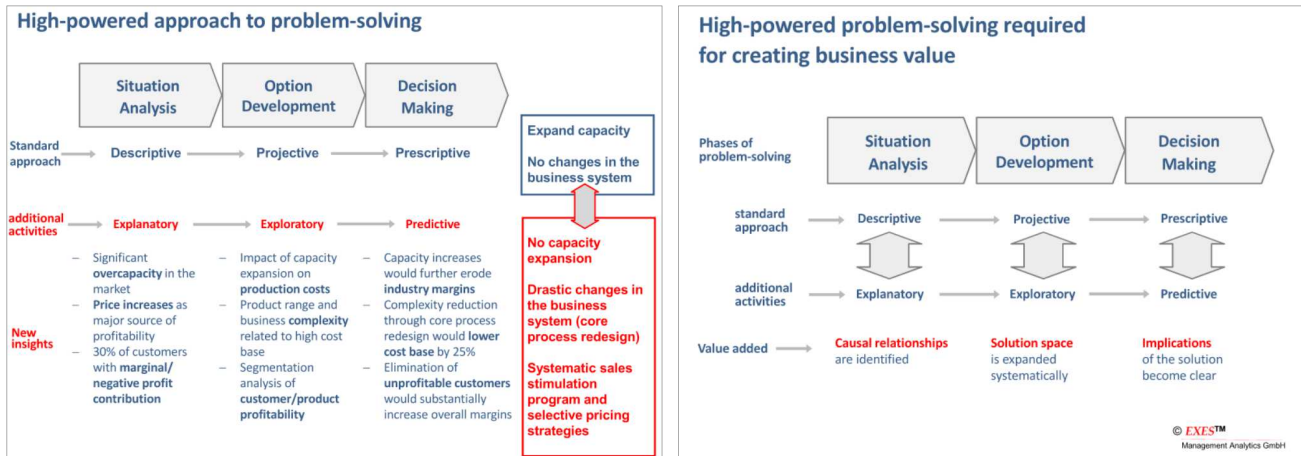 High-powered approach to problem-solving
Situation
Analysis
Option
Development
Decision
Making
Standard
approach
Descriptive
Projective
Prescriptive
Expand capacity
No changes in the
business system
additional
activities
Explanatory
Exploratory
Predictive
New
insights
– Significant
overcapacity in the
market
– Price increases as
major source of
profitability
– 30% of customers
with marginal/
negative profit
contribution
– Impact of capacity
expansion on
production costs
– Product range and
business complexity
related to high cost
base
– Segmentation
analysis of
customer/product
profitability
– Capacity increases
would further erode
industry margins
– Complexity reduction
through core process
redesign would lower
cost base by 25%
– Elimination of
unprofitable customers
would substantially
increase overall margins
No capacity
expansion
Drastic changes in
the business
system (core
process redesign)
Systematic sales
stimulation
program and
selective pricing
strategies
High-powered problem-solving required
for creating business value
Phases of
problem-solving
Situation
Analysis
Option
Development
Decision
Making
standard
approach
Descriptive
Projective
Prescriptive
additional
activities
Explanatory
Exploratory
Predictive
Value added
Causal relationships
are identified
Solution space
is expanded
systematically
Implications
of the solution
become clear
© EXES™
Management Analytics GmbH